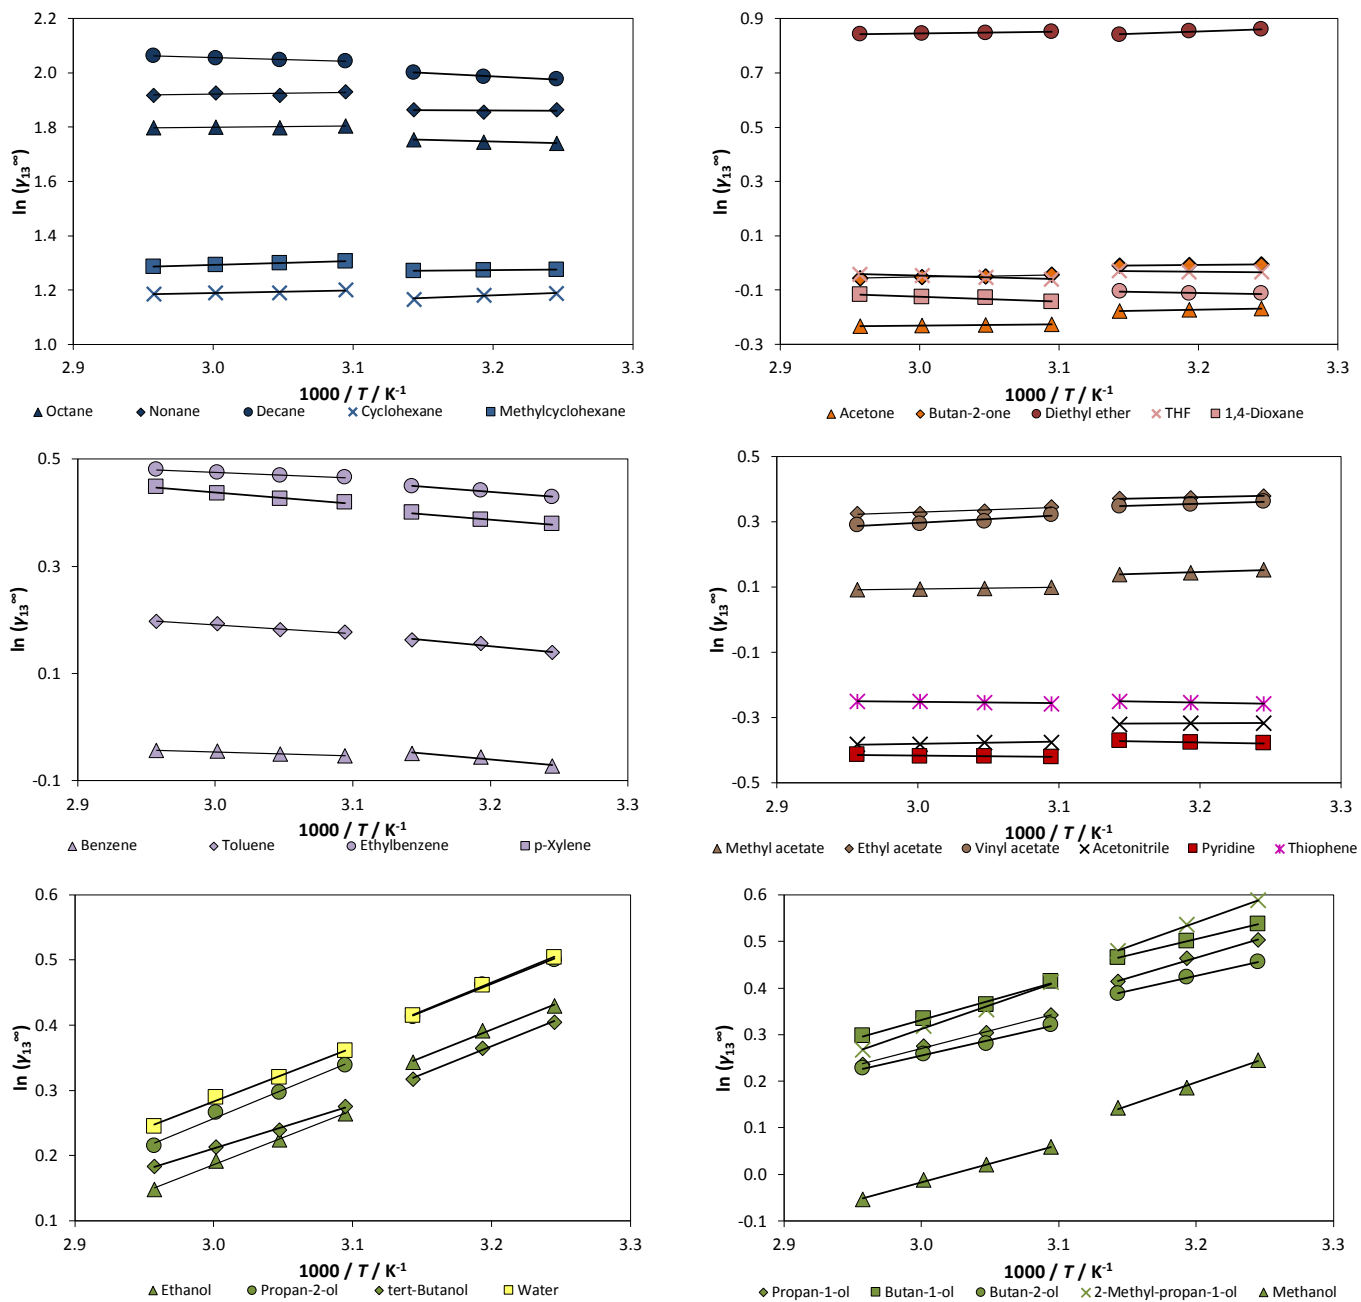 2.2
2.0
1.8
1.6
1.4
1.2
1.0
ln (γ₁₃∞)
2.9 3.0 3.1 3.2 3.3
1000 / T / K⁻¹
Octane Nonane Decane Cyclohexane Methylcyclohexane
0.9
0.7
0.5
0.3
0.1
-0.1
-0.3
ln (γ₁₃∞)
2.9 3.0 3.1 3.2 3.3
1000 / T / K⁻¹
Acetone Butan-2-one Diethyl ether THF 1,4-Dioxane
0.5
0.3
0.1
-0.1
ln (γ₁₃∞)
2.9 3.0 3.1 3.2 3.3
1000 / T / K⁻¹
Benzene Toluene Ethylbenzene p-Xylene
0.5
0.3
0.1
-0.1
-0.3
-0.5
ln (γ₁₃∞)
2.9 3.0 3.1 3.2 3.3
1000 / T / K⁻¹
Methyl acetate Ethyl acetate Vinyl acetate Acetonitrile Pyridine Thiophene
0.6
0.5
0.4
0.3
0.2
0.1
ln (γ₁₃∞)
2.9 3.0 3.1 3.2 3.3
1000 / T / K⁻¹
Ethanol Propan-2-ol tert-Butanol Water
0.6
0.5
0.4
0.3
0.2
0.1
0.0
-0.1
ln (γ₁₃∞)
2.9 3.0 3.1 3.2 3.3
1000 / T / K⁻¹
Propan-1-ol Butan-1-ol Butan-2-ol 2-Methyl-propan-1-ol Methanol